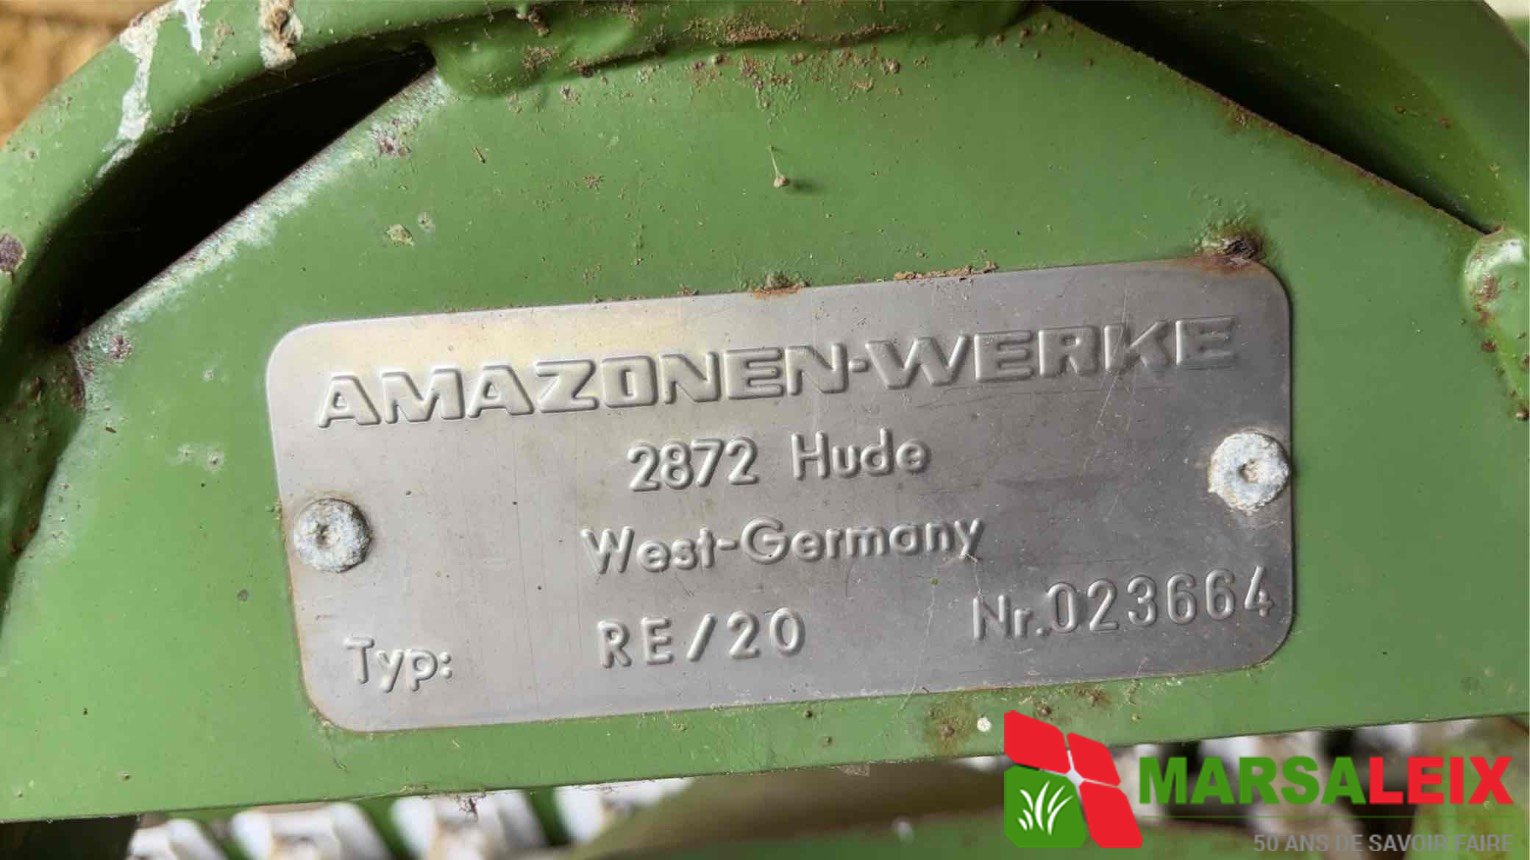 AMAZONEN-WERKE
2872 Hude
West-Germany
Typ: RE/20 Nr.023664
MARSALEIX
50 ANS DE SAVOIR FAIRE